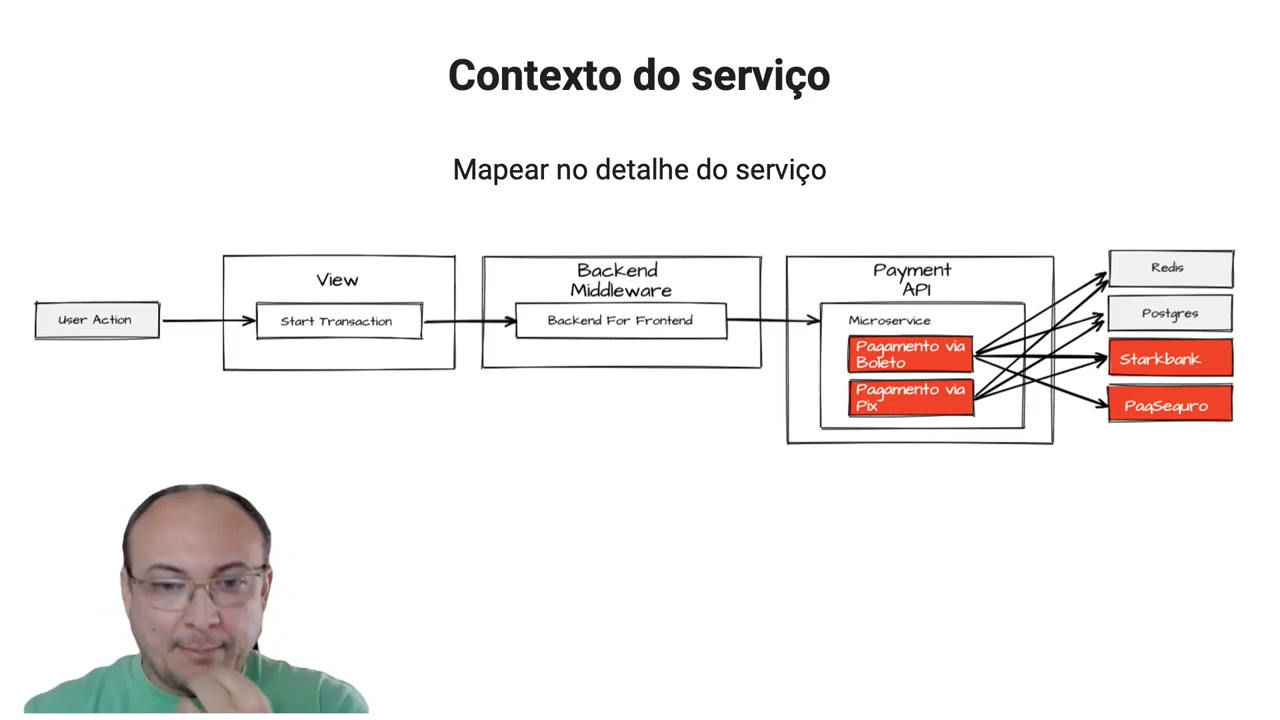 Contexto do serviço
Mapear no detalhe do serviço
User Action
View
Start Transaction
Backend
Middleware
Backend For Frontend
Payment
API
Microservice
Pagamento via
Boleto
Pagamento via
Pix
Redis
Postgres
Starkbank
PagSeguro